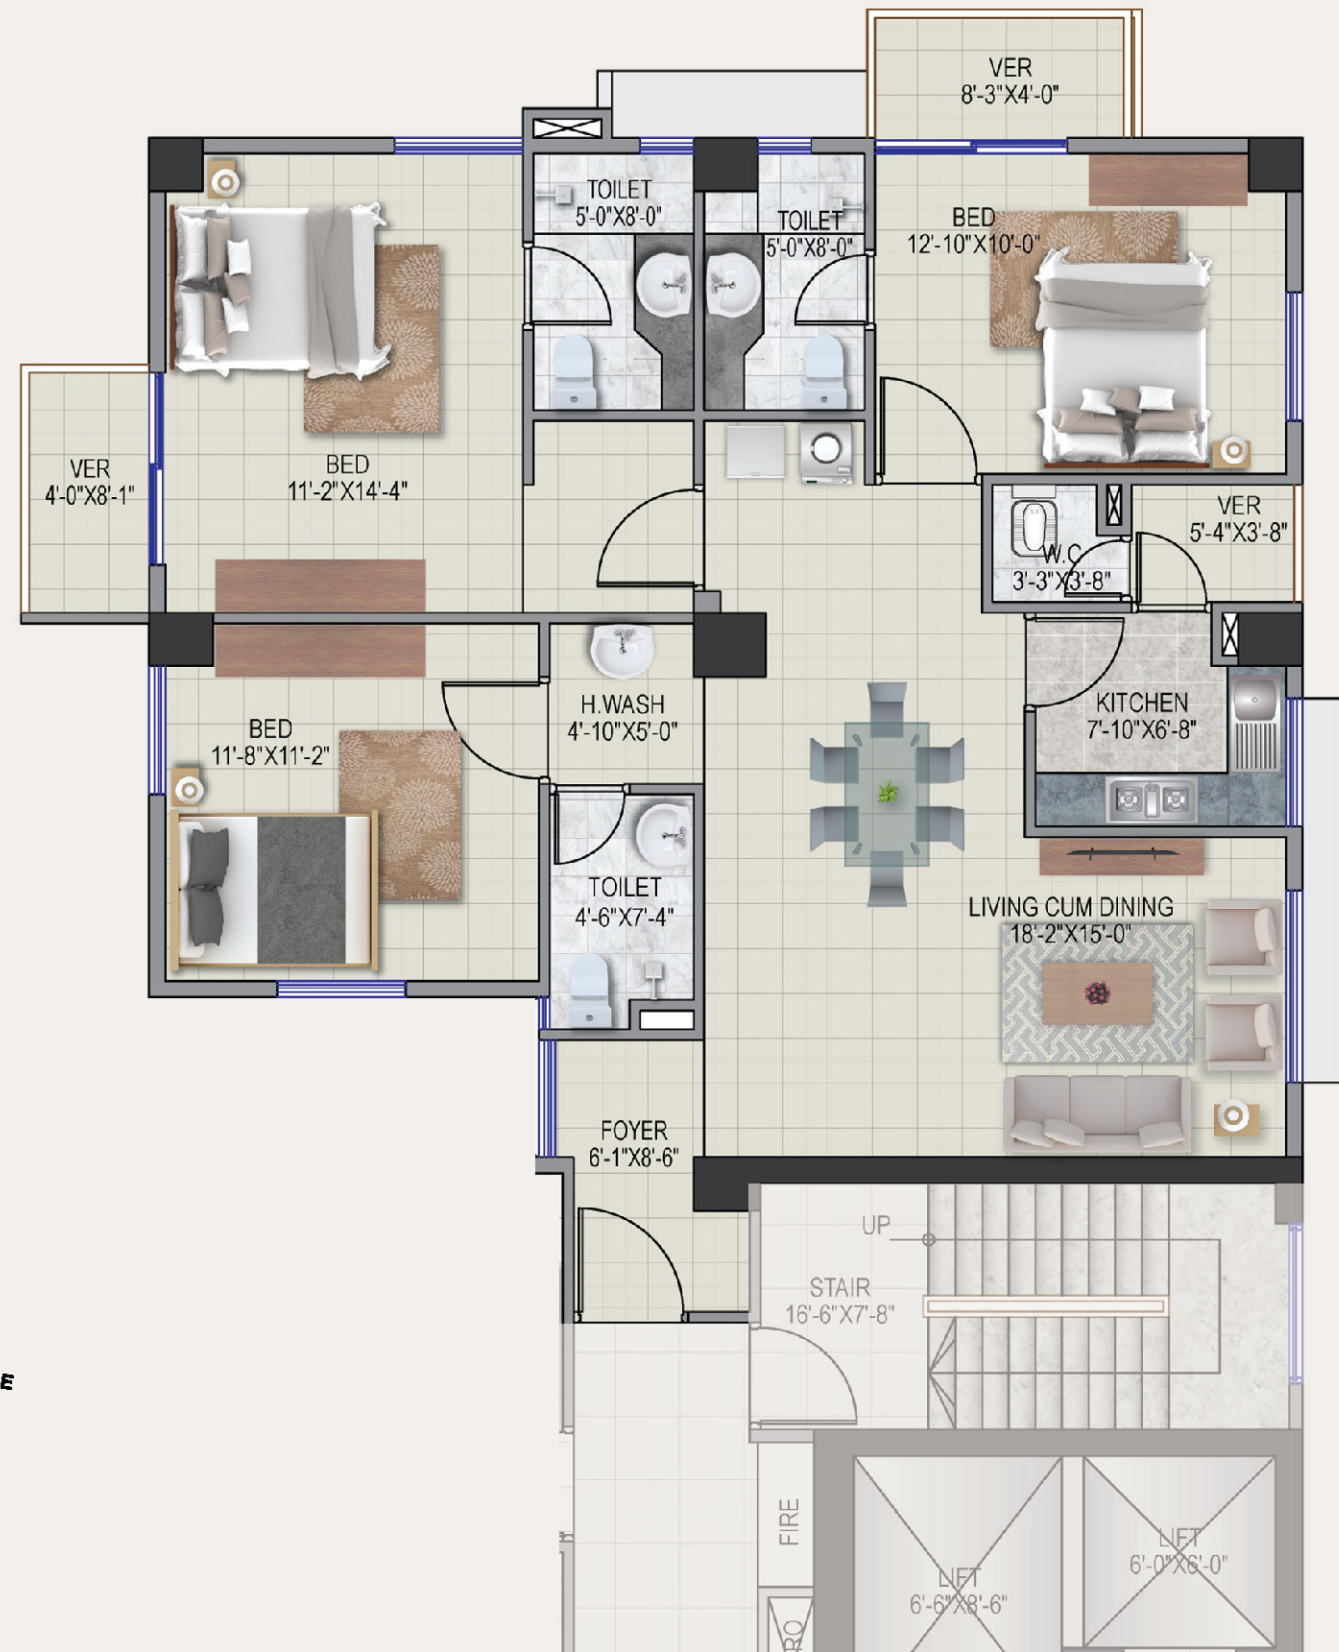 VER
8'-3"X4'-0"
TOILET
5'-0"X8'-0"
TOILET
5'-0"X8'-0"
BED
12'-10"X10'-0"
VER
4'-0"X8'-1"
BED
11'-2"X14'-4"
VER
5'-4"X3'-8"
W.C
3'-3"X3'-8"
BED
11'-8"X11'-2"
H.WASH
4'-10"X5'-0"
KITCHEN
7'-10"X6'-8"
TOILET
4'-6"X7'-4"
LIVING CUM DINING
18'-2"X15'-0"
FOYER
6'-1"X8'-6"
UP
STAIR
16'-6"X7'-8"
E
FIRE
LIFT
6'-0"X6'-0"
LIFT
6'-6"X8'-6"
RO